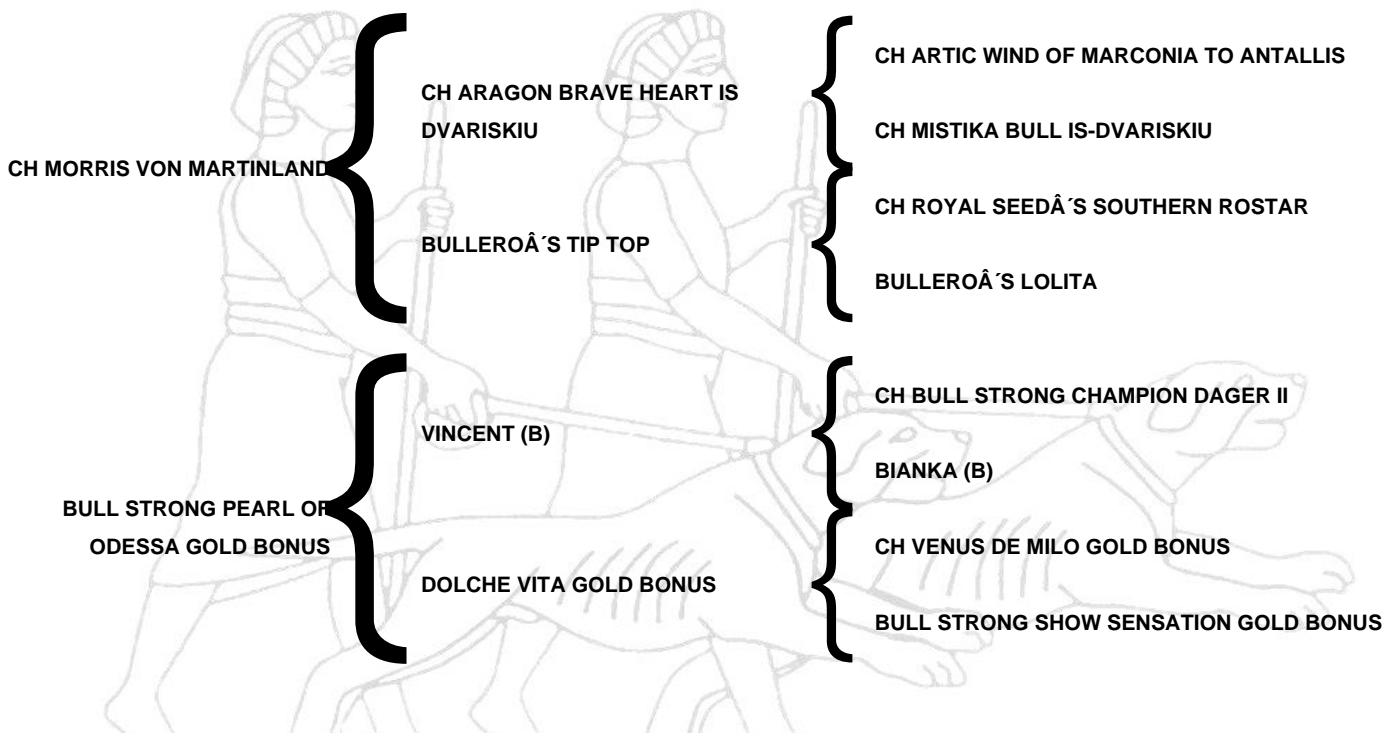 CH MORRIS VON MARTINLAND
CH ARAGON BRAVE HEART IS
DVARISKIU
CH ARTIC WIND OF MARCONIA TO ANTALLIS
CH MISTIKA BULL IS-DVARISKIU
BULLEROÂ´S TIP TOP
CH ROYAL SEEDÂ´S SOUTHERN ROSTAR
BULLEROÂ´S LOLITA
BULL STRONG PEARL OF
ODESSA GOLD BONUS
VINCENT (B)
CH BULL STRONG CHAMPION DAGER II
BIANKA (B)
DOLCHE VITA GOLD BONUS
CH VENUS DE MILO GOLD BONUS
BULL STRONG SHOW SENSATION GOLD BONUS